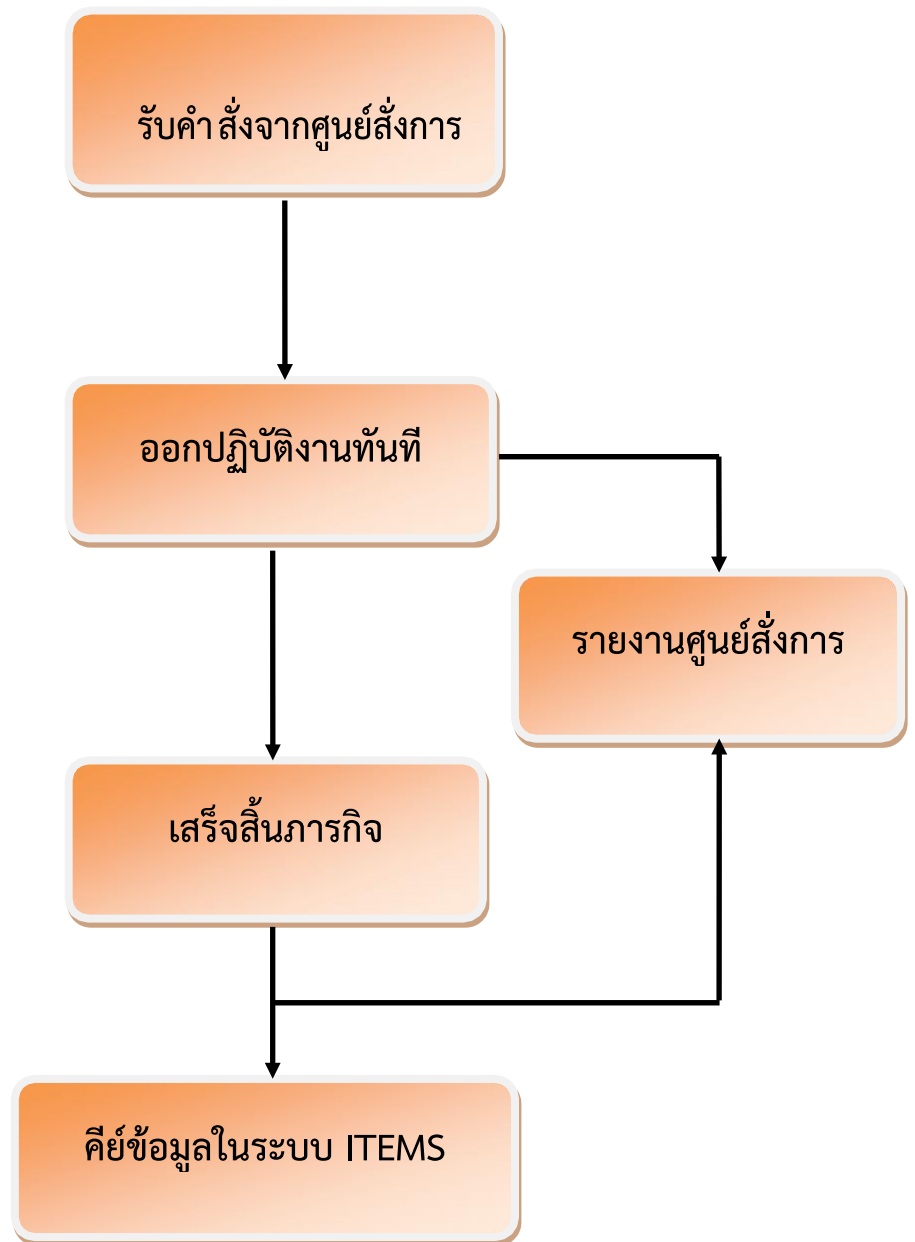 รับคำ สั่งจากศูนย์สั่งการ
ออกปฏิบัติงานทันที
รายงานศูนย์สั่งการ
เสร็จสิ้นภารกิจ
คีย์ข้อมูลในระบบ ITEMS